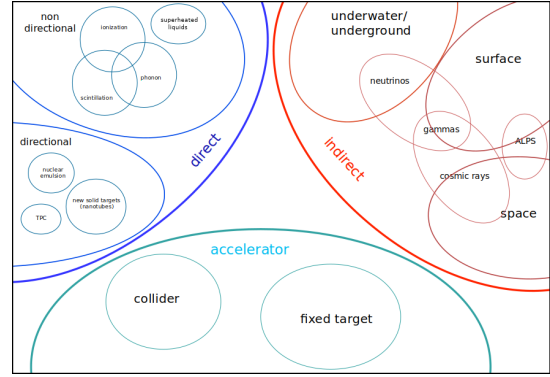 non
directional
ionization
superheated
liquids
phonon
scintillation
directional
nuclear
emulsion
new solid targets
(nanotubes)
TPC
direct
underwater/
underground
surface
neutrinos
gammas
ALPS
indirect
cosmic rays
space
accelerator
collider
fixed target